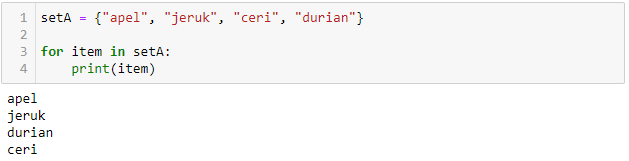 1 setA = {"apel", "jeruk", "ceri", "durian"}
2
3 for item in setA:
4     print(item)
apel
jeruk
durian
ceri